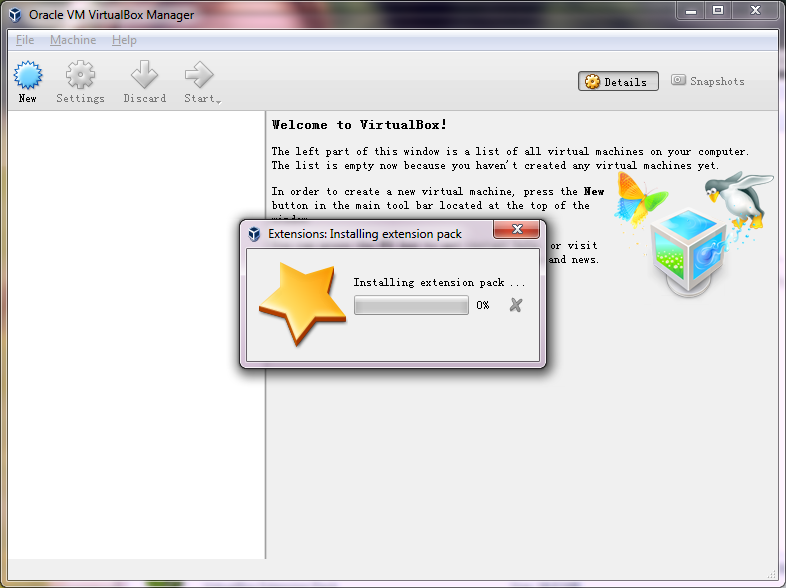 Oracle VM VirtualBox Manager
File Machine Help
New Settings Discard Start
Details Snapshots
Welcome to VirtualBox!
The left part of this window is a list of all virtual machines on your computer.
The list is empty now because you haven't created any virtual machines yet.
In order to create a new virtual machine, press the New
button in the main tool bar located at the top of the
or visit
and news.
Extensions: Installing extension pack
Installing extension pack ...
0%